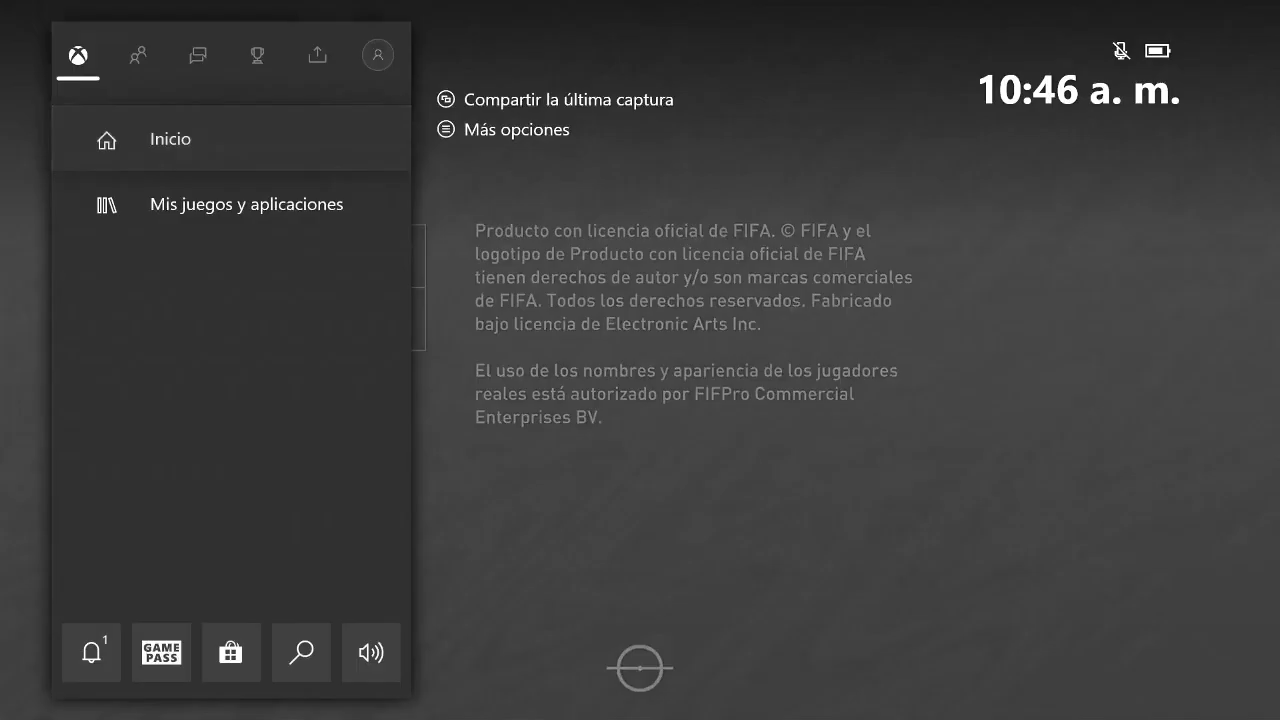 10:46 a. m.
Compartir la última captura
Más opciones
Inicio
Mis juegos y aplicaciones
Producto con licencia oficial de FIFA. © FIFA y el
logotipo de Producto con licencia oficial de FIFA
tienen derechos de autor y/o son marcas comerciales
de FIFA. Todos los derechos reservados. Fabricado
bajo licencia de Electronic Arts Inc.
El uso de los nombres y apariencia de los jugadores
reales está autorizado por FIFPro Commercial
Enterprises BV.
1
GAME
PASS